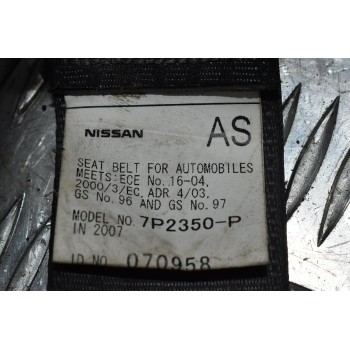 NISSAN AS
SEAT BELT FOR AUTOMOBILES
MEETS:ECE No.16-04,
2000/3/EC, ADR 4/03,
GS No.96 AND GS No.97
MODEL NO. 7P2350-P
IN 2007
ID NO. 070958